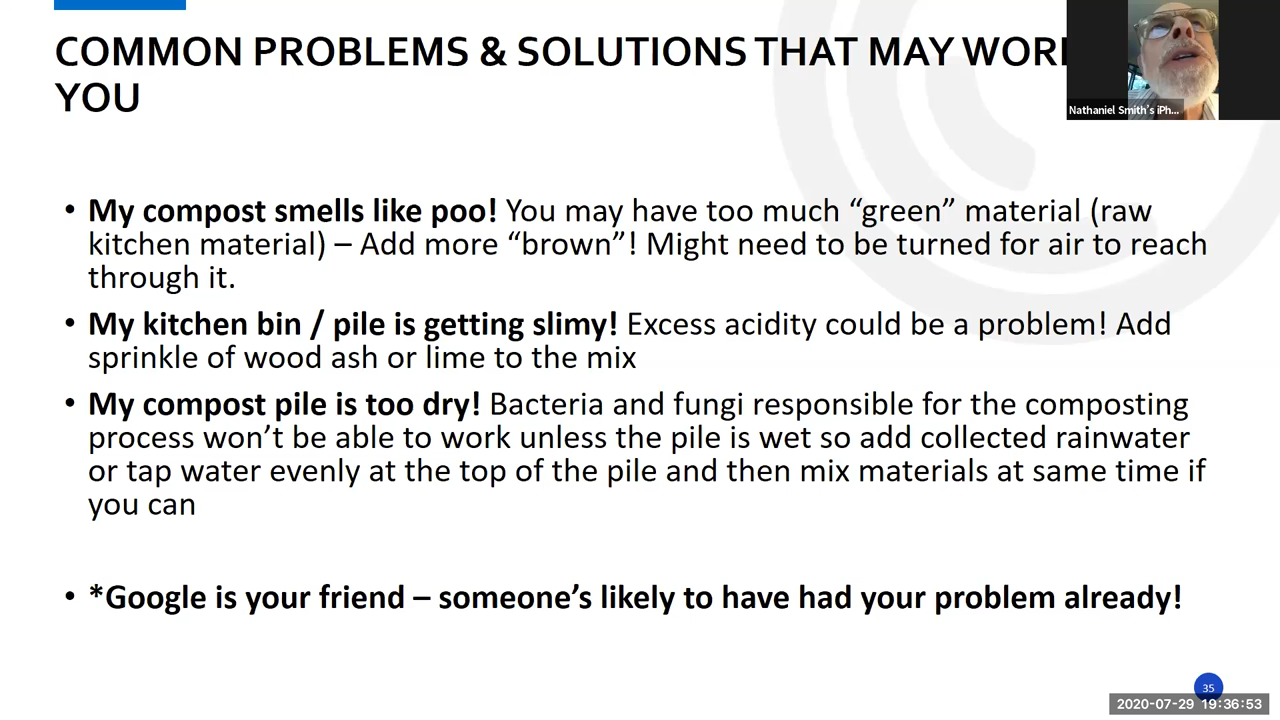 COMMON PROBLEMS & SOLUTIONS THAT MAY WORK
YOU
Nathaniel Smith's iPh...
• My compost smells like poo! You may have too much “green” material (raw
kitchen material) – Add more “brown”! Might need to be turned for air to reach
through it.
• My kitchen bin / pile is getting slimy! Excess acidity could be a problem! Add
sprinkle of wood ash or lime to the mix
• My compost pile is too dry! Bacteria and fungi responsible for the composting
process won’t be able to work unless the pile is wet so add collected rainwater
or tap water evenly at the top of the pile and then mix materials at same time if
you can
• *Google is your friend – someone’s likely to have had your problem already!
35
2020-07-29 19:36:53